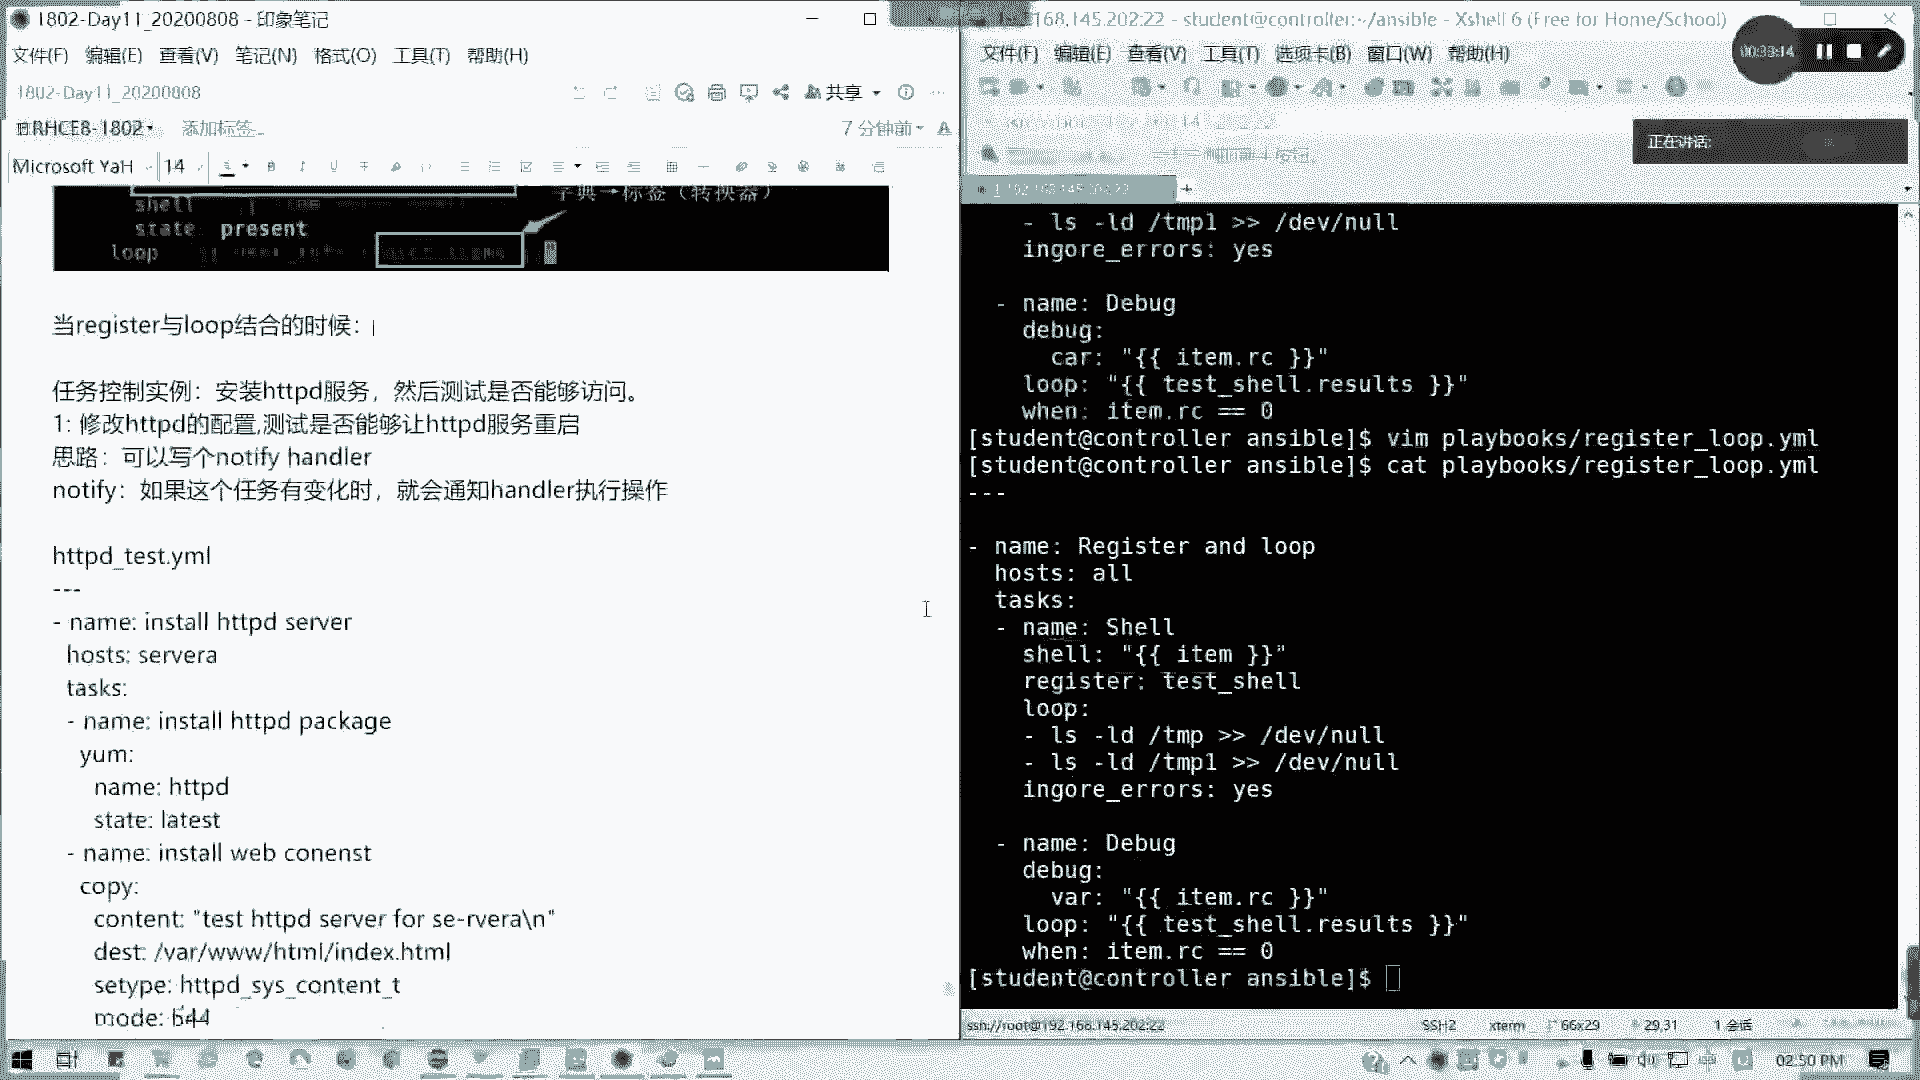 1802-Day11_20200808 - 印象笔记
文件(F) 编辑(E) 查看(V) 笔记(N) 格式(O) 工具(T) 帮助(H)
1802-Day11_20200808
共享
RHCE8-1802
添加标签...
7 分钟前
Microsoft YaH
14
字典→标签（转换器）
shell
state present
loop
当register与loop结合的时候：
任务控制实例：安装httpd服务，然后测试是否能够访问。
1: 修改httpd的配置,测试是否能够让httpd服务重启
思路：可以写个notify handler
notify：如果这个任务有变化时，就会通知handler执行操作
httpd_test.yml
---
- name: install httpd server
hosts: servera
tasks:
- name: install httpd package
yum:
name: httpd
state: latest
- name: install web conenst
copy:
content: "test httpd server for se-rvera\n"
dest: /var/www/html/index.html
setype: httpd_sys_content_t
mode: 644
168.145.202:22 - student@controller:~/ansible - Xshell 6 (Free for Home/School)
文件(F) 编辑(E) 查看(V) 工具(T) 选项卡(B) 窗口(W) 帮助(H)
00:33:14
正在讲话:
1 192.168.145.202:22
- ls -ld /tmp1 >> /dev/null
ingore_errors: yes
- name: Debug
debug:
car: "{{ item.rc }}"
loop: "{{ test_shell.results }}"
when: item.rc == 0
[student@controller ansible]$ vim playbooks/register_loop.yml
[student@controller ansible]$ cat playbooks/register_loop.yml
---
- name: Register and loop
hosts: all
tasks:
- name: Shell
shell: "{{ item }}"
register: test_shell
loop:
- ls -ld /tmp >> /dev/null
- ls -ld /tmp1 >> /dev/null
ingore_errors: yes
- name: Debug
debug:
var: "{{ item.rc }}"
loop: "{{ test_shell.results }}"
when: item.rc == 0
[student@controller ansible]$
ssh://root@192.168.145.202:22
SSH2
xterm
66x29
29,31
1 会话
02:50 PM